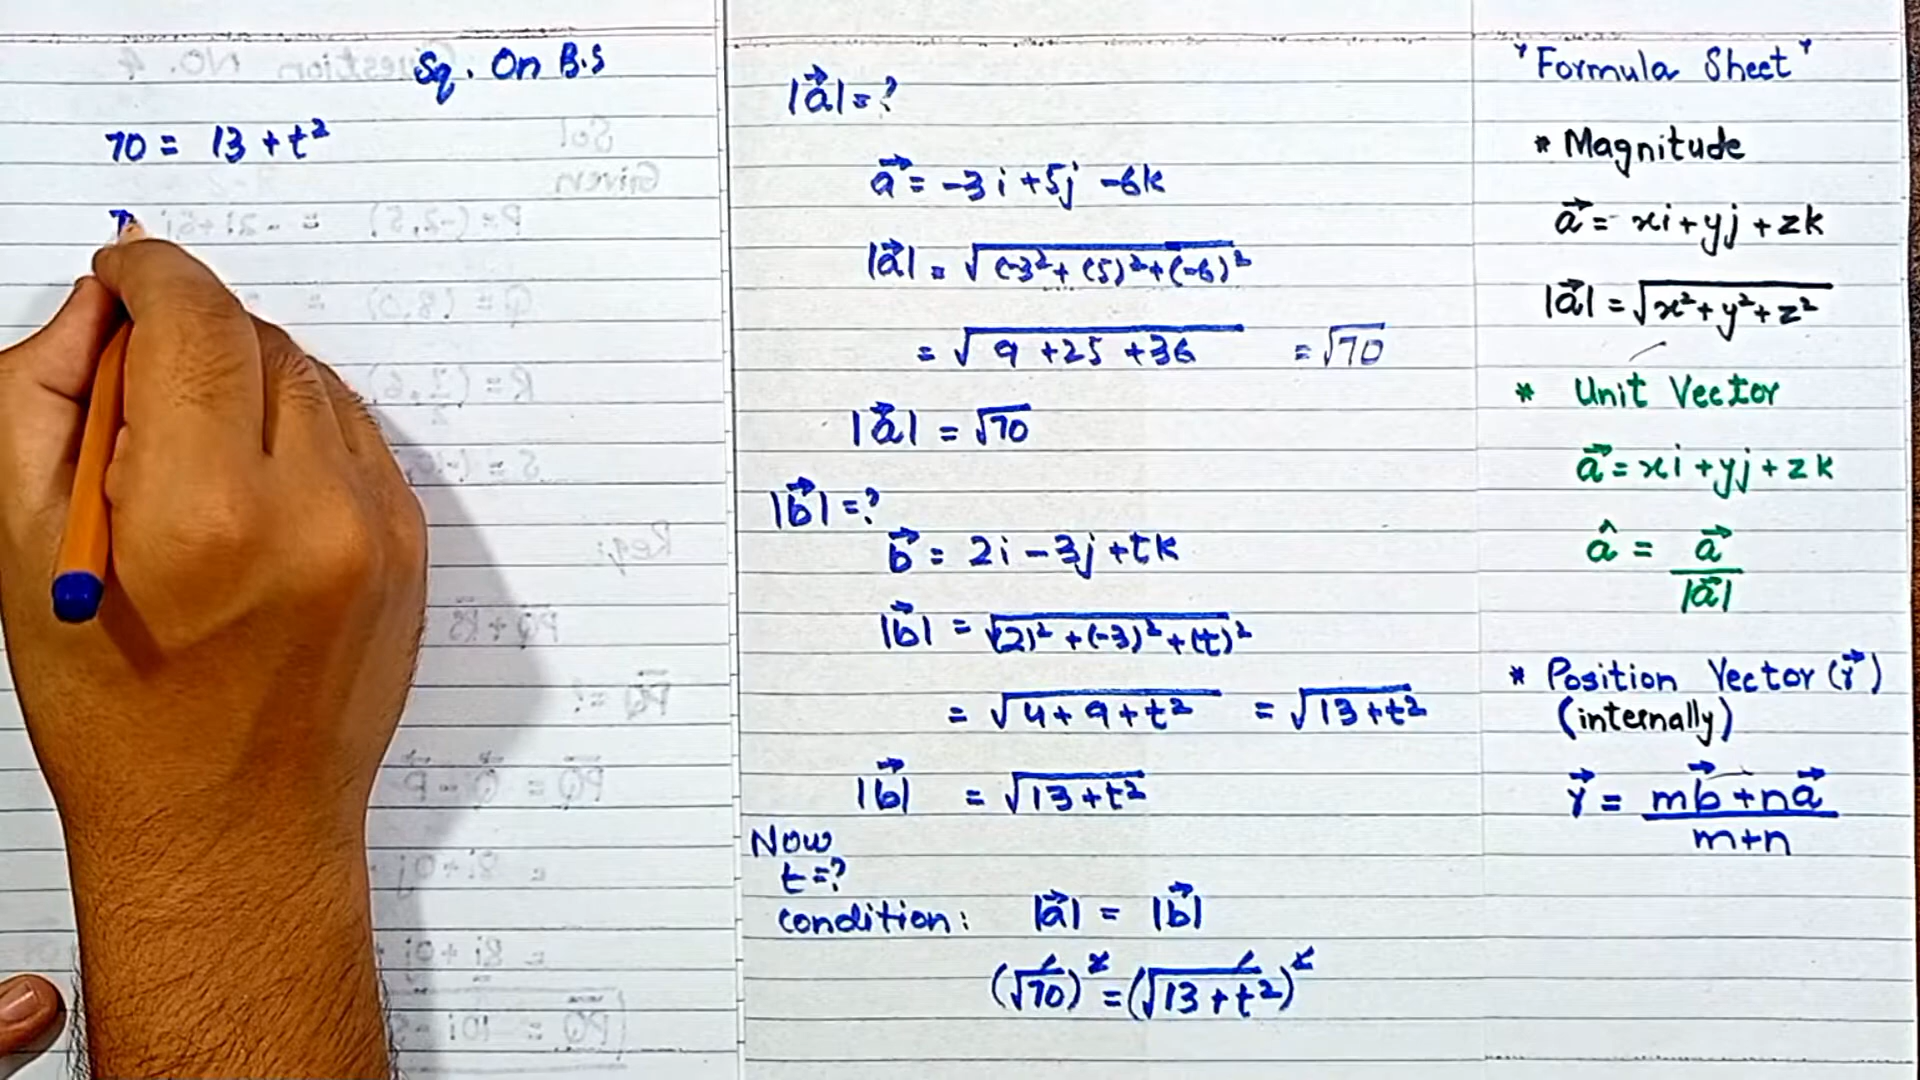 Sq. On B.S
70 = 13 + t²
7
|a⃗| = ?
a⃗ = -3i + 5j - 6k
|a⃗| = √(-3² + (5)² + (-6)²
= √9 + 25 + 36 = √70
|a⃗| = √70
|b⃗| = ?
b⃗ = 2i - 3j + tk
|b⃗| = √(2)² + (-3)² + (t)²
= √4 + 9 + t² = √13 + t²
|b⃗| = √13 + t²
Now
t = ?
condition: |a⃗| = |b⃗|
(√70)² = (√13 + t²)²
"Formula Sheet"
* Magnitude
a⃗ = xi + yj + zk
|a⃗| = √x² + y² + z²
* Unit Vector
a⃗ = xi + yj + zk
â = a⃗ / |a⃗|
* Position Vector (r⃗)
(internally)
r⃗ = mb⃗ + na⃗ / m + n